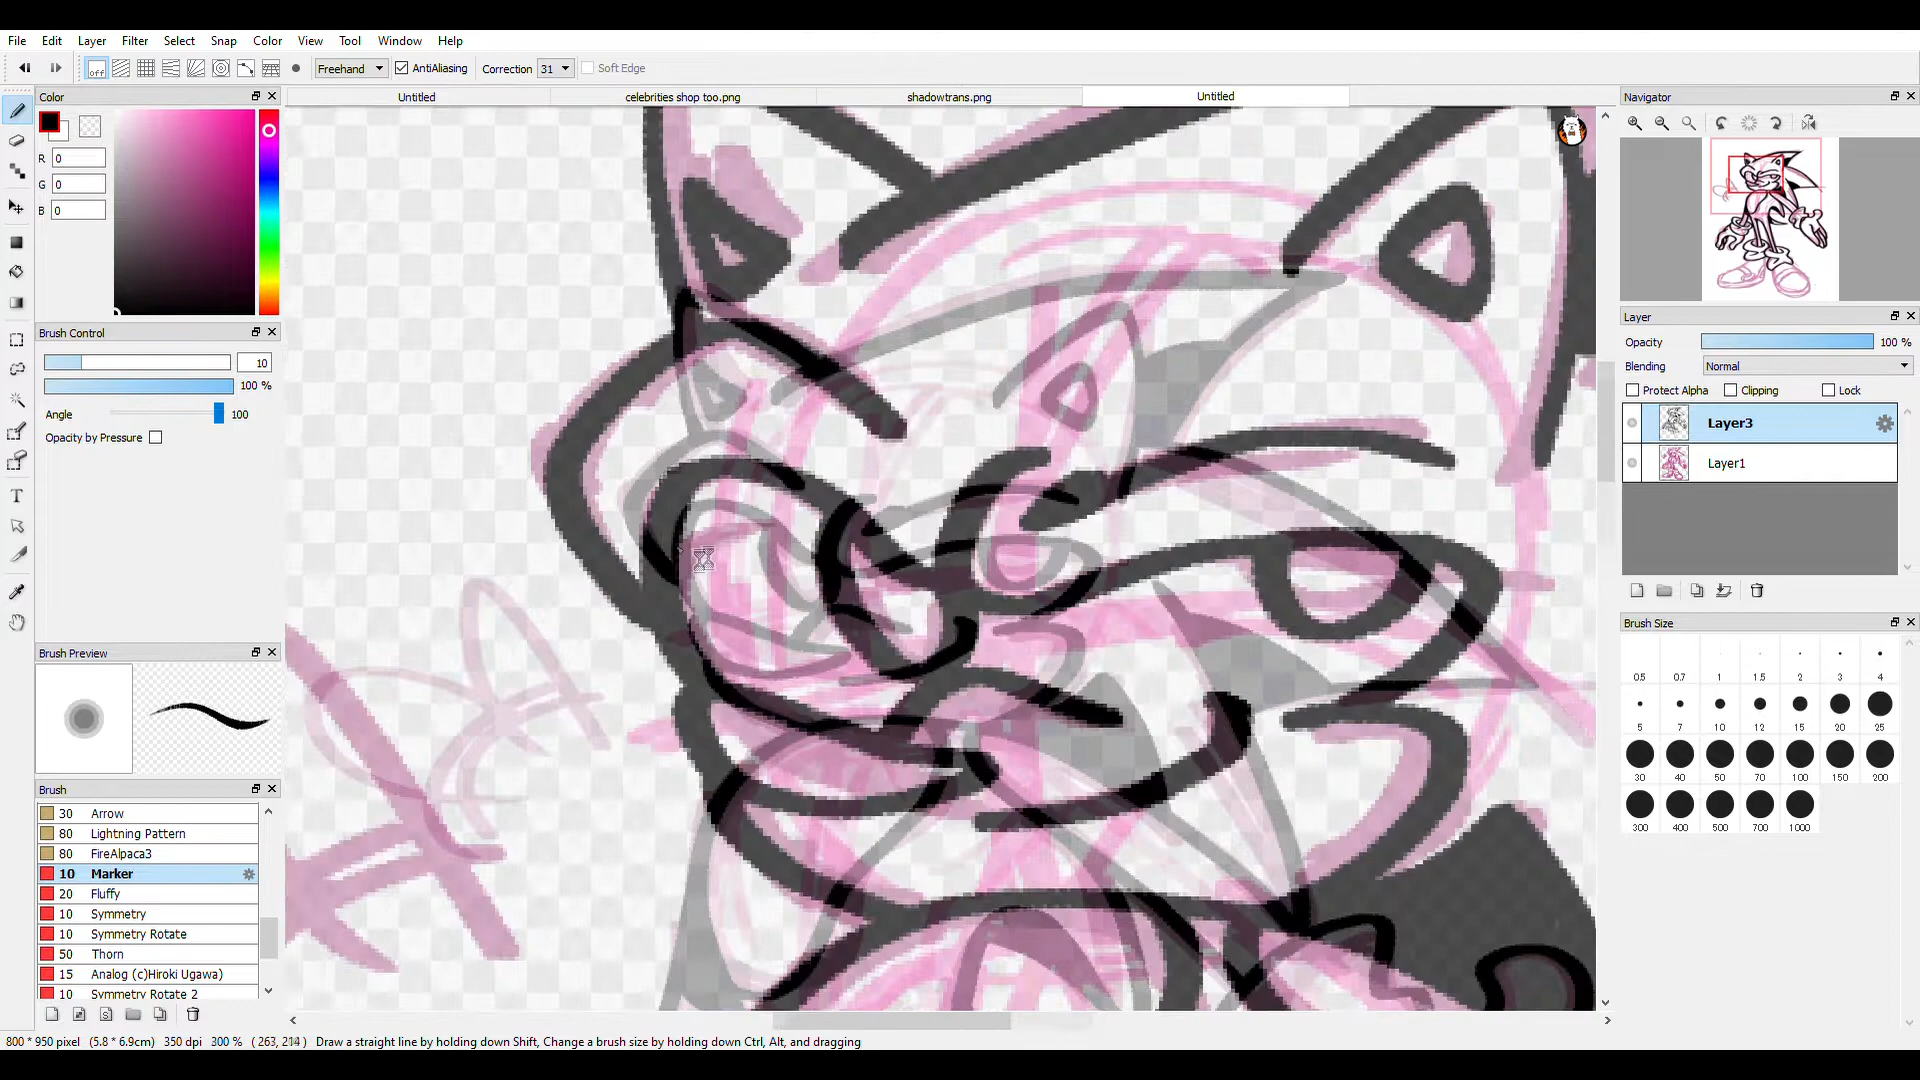 File Edit Layer Filter Select Snap Color View Tool Window Help
off Freehand AntiAliasing Correction 31 Soft Edge
Color
Untitled celebrities shop too.png shadowtrans.png Untitled
Navigator
R 0
G 0
B 0
Brush Control
10
100 %
Angle 100
Opacity by Pressure
Layer
Opacity 100 %
Blending Normal
Protect Alpha Clipping Lock
Layer3
Layer1
Brush Size
0.5 0.7 1 1.5 2 3 4
5 7 10 12 15 20 25
30 40 50 70 100 150 200
300 400 500 700 1000
Brush Preview
Brush
30 Arrow
80 Lightning Pattern
80 FireAlpaca3
10 Marker
20 Fluffy
10 Symmetry
10 Symmetry Rotate
50 Thorn
15 Analog (c)Hiroki Ugawa)
10 Symmetry Rotate 2
800 * 950 pixel (5.8 * 6.9cm) 350 dpi 300 % Draw a straight line by holding down Shift, Change a brush size by holding down Ctrl, Alt, and dragging